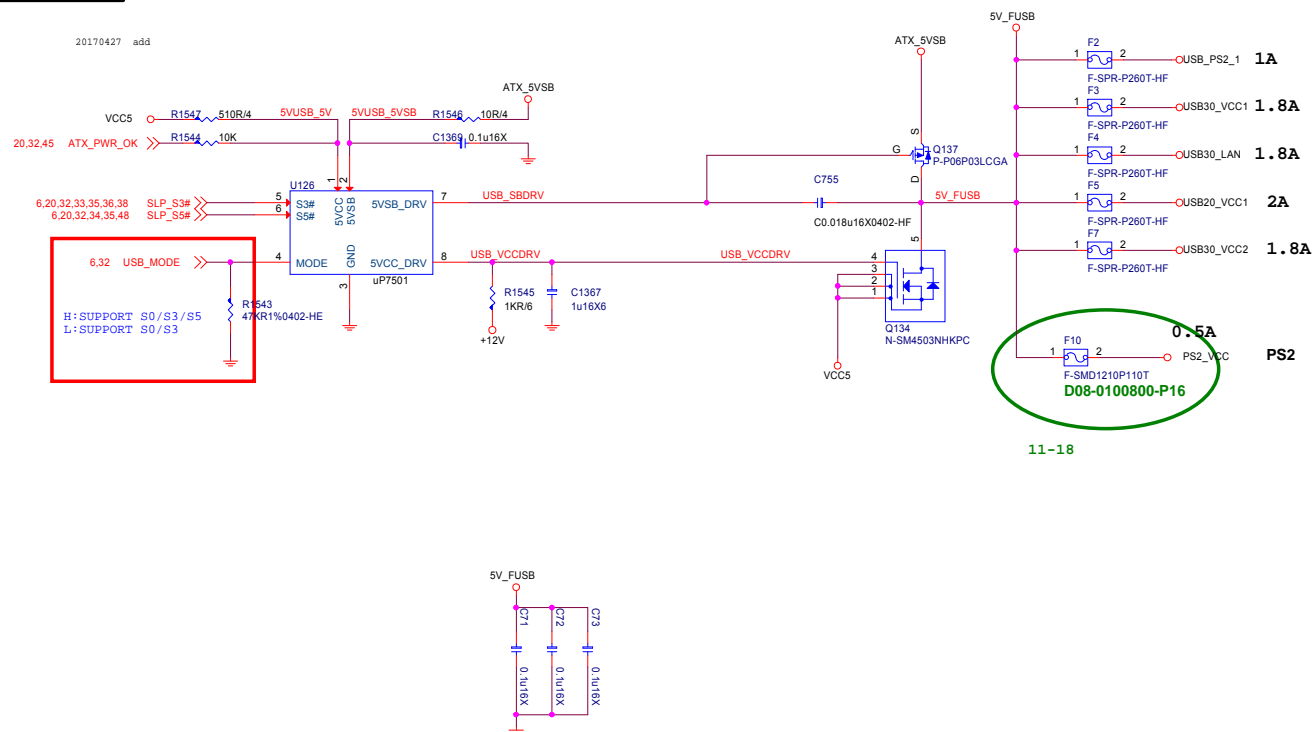 20170427 add
ATX_5VSB
VCC5
R1547
510R/4
5VUSB_5V
5VUSB_5VSB
R1546
10R/4
20,32,45 ATX_PWR_OK
R1544
10K
C1369
0.1u16X
1
2
U126
6,20,32,33,35,36,38 SLP_S3#
5
S3#
5VCC
5VSB
5VSB_DRV
7
USB_SBDRV
6,20,32,34,35,48 SLP_S5#
6
S5#
6,32 USB_MODE
4
MODE
GND
5VCC_DRV
8
USB_VCCDRV
USB_VCCDRV
uP7501
3
R1543
47KR1%0402-HE
H:SUPPORT S0/S3/S5
L:SUPPORT S0/S3
R1545
1KR/6
+12V
C1367
1u16X6
ATX_5VSB
S
G
Q137
P-P06P03LCGA
D
C755
C0.018u16X0402-HF
5V_FUSB
5
4
3
2
1
Q134
N-SM4503NHKPC
VCC5
5V_FUSB
F2
1
2
USB_PS2_1
1A
F-SPR-P260T-HF
F3
1
2
USB30_VCC1
1.8A
F-SPR-P260T-HF
F4
1
2
USB30_LAN
1.8A
F-SPR-P260T-HF
F5
1
2
USB20_VCC1
2A
F-SPR-P260T-HF
F7
1
2
USB30_VCC2
1.8A
F-SPR-P260T-HF
0.5A
F10
1
2
PS2_VCC
PS2
F-SMD1210P110T
D08-0100800-P16
11-18
5V_FUSB
C71
C72
C73
0.1u16X
0.1u16X
0.1u16X